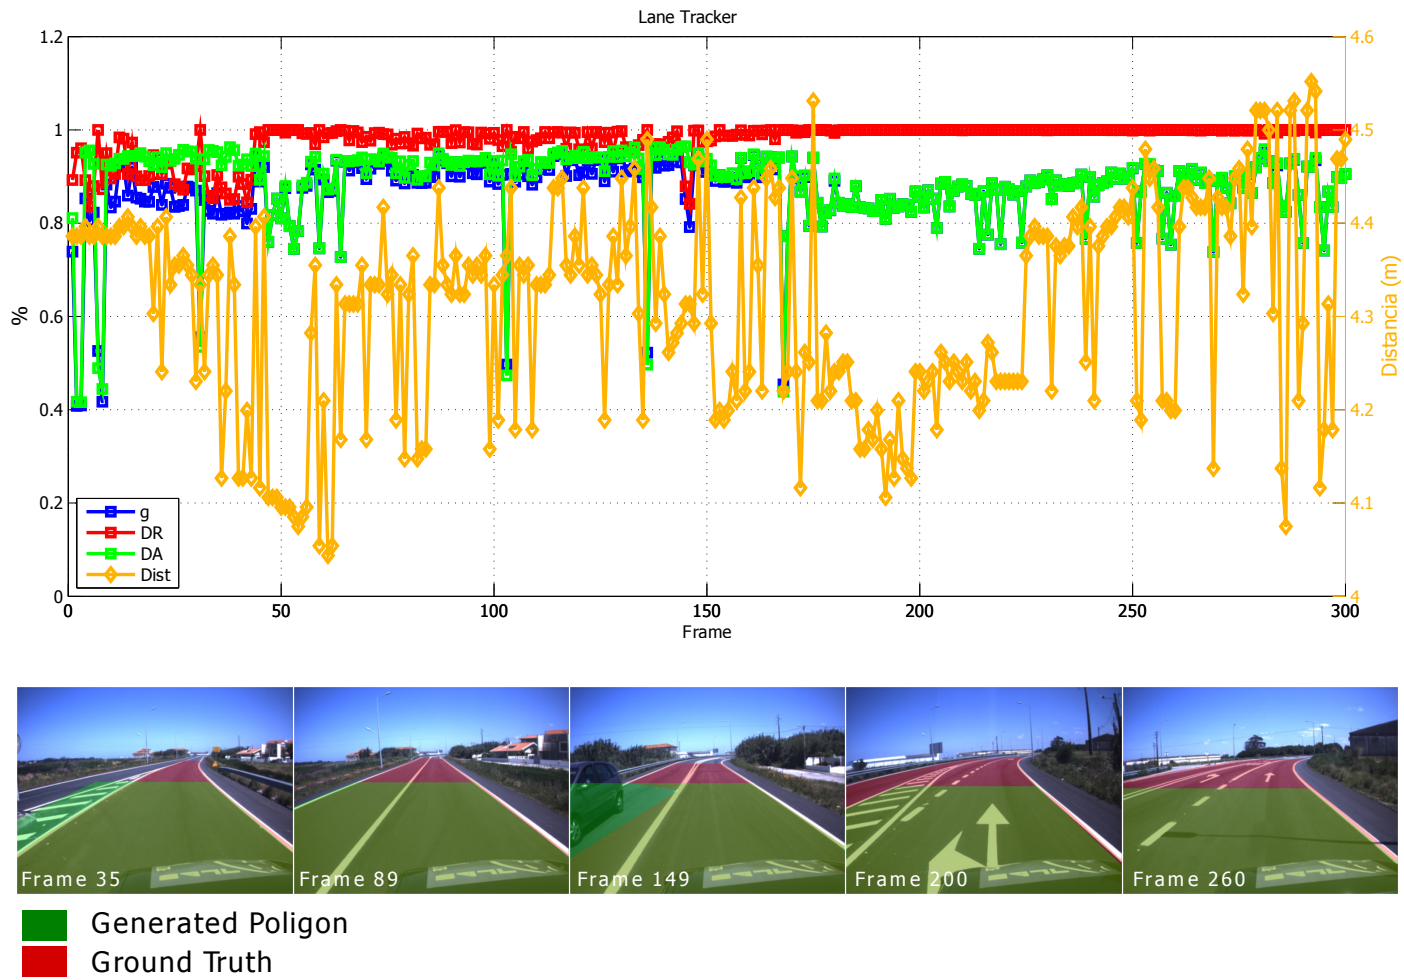 Lane Tracker
1.2
1
0.8
0.6
0.4
0.2
0
%
4.6
4.5
4.4
4.3
4.2
4.1
4
Distancia (m)
g
DR
DA
Dist
0 50 100 150 200 250 300
Frame
Frame 35 Frame 89 Frame 149 Frame 200 Frame 260
Generated Poligon
Ground Truth